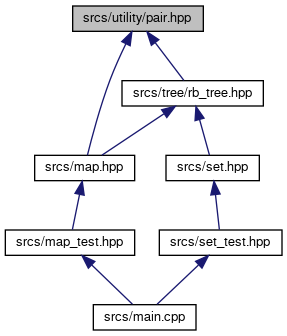 srcs/utility/pair.hpp
srcs/tree/rb_tree.hpp
srcs/map.hpp
srcs/set.hpp
srcs/map_test.hpp
srcs/set_test.hpp
srcs/main.cpp